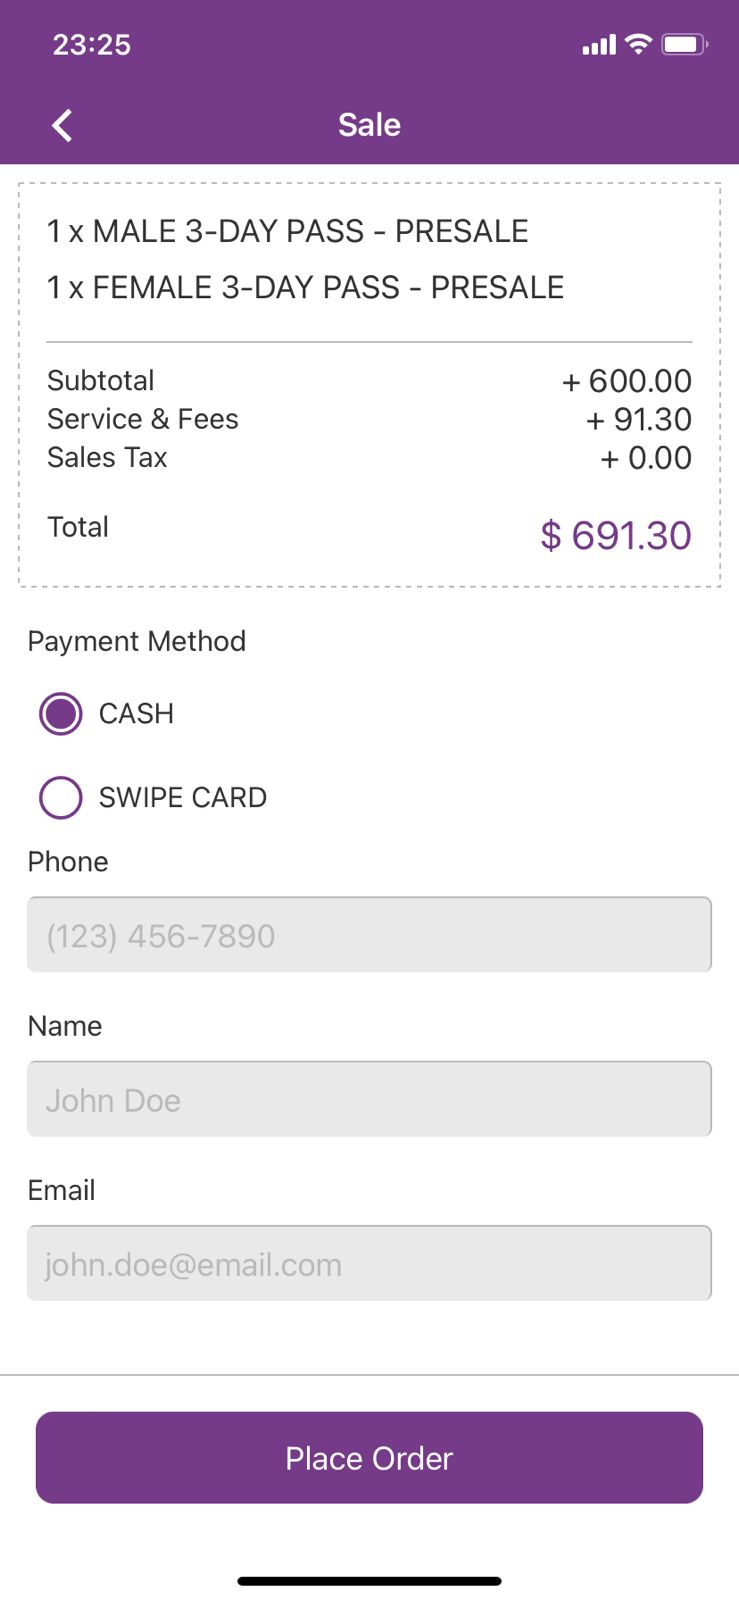 23:25
Sale
1 x MALE 3-DAY PASS - PRESALE
1 x FEMALE 3-DAY PASS - PRESALE
Subtotal + 600.00
Service & Fees + 91.30
Sales Tax + 0.00
Total $ 691.30
Payment Method
CASH
SWIPE CARD
Phone
(123) 456-7890
Name
John Doe
Email
john.doe@email.com
Place Order